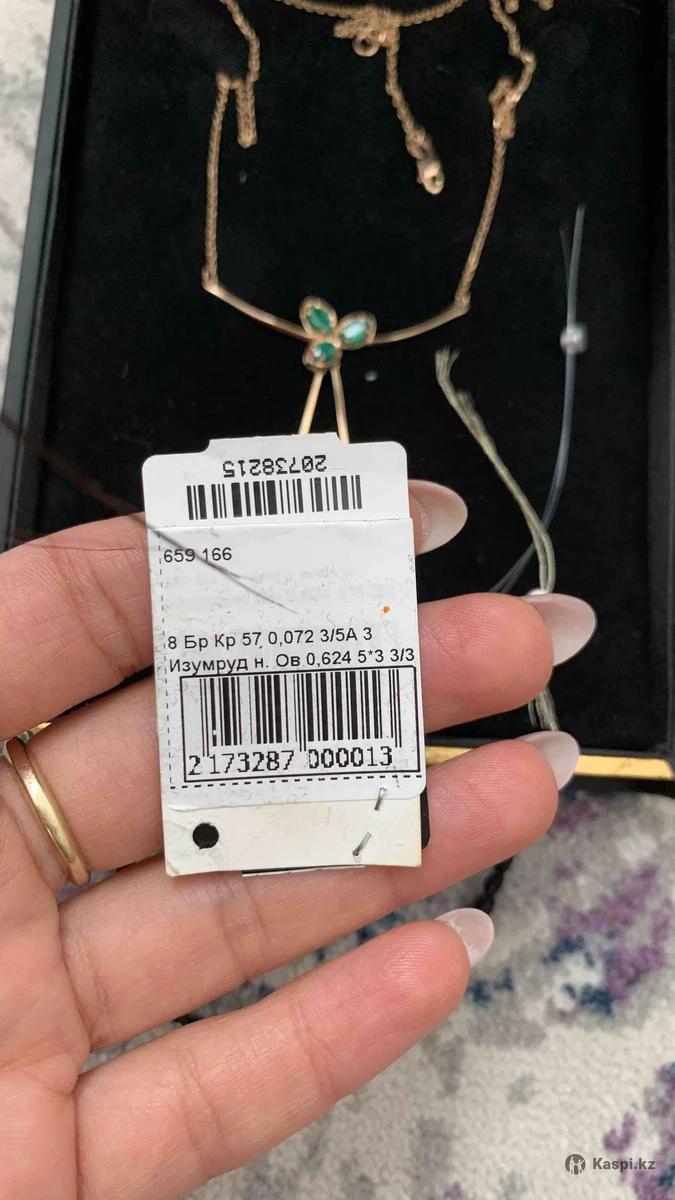 20738215
659 166
8 Бр Кр 57 0,072 3/5А 3
Изумруд н. Ов 0,624 5*3 3/3
2 173287 000013
Kaspi.kz